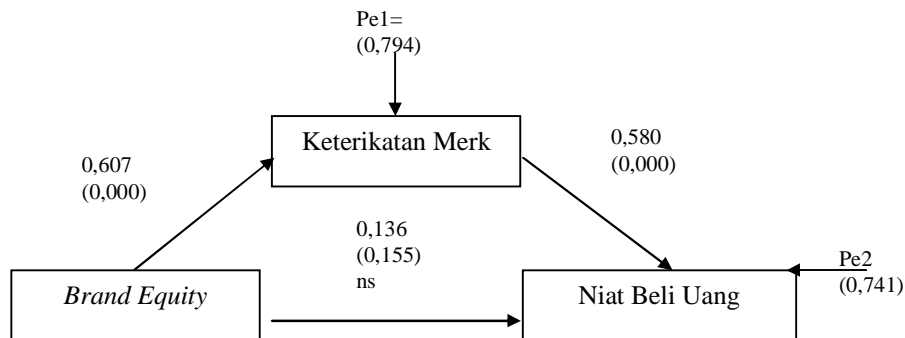 Pe1=
(0,794)
Keterikatan Merk
0,607
(0,000)
0,580
(0,000)
0,136
(0,155)
ns
Brand Equity
Niat Beli Uang
Pe2
(0,741)